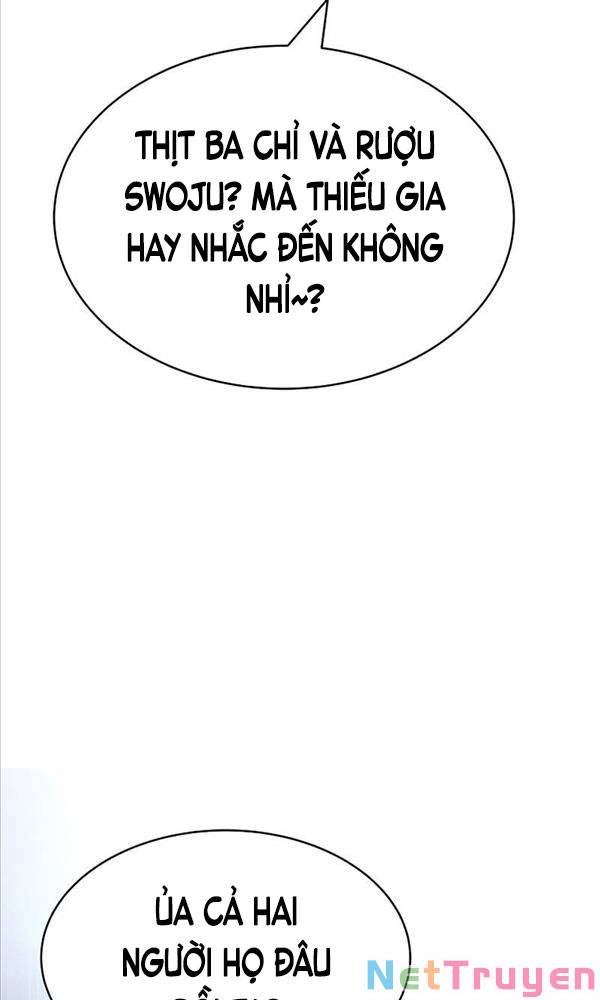 THỊT BA CHỈ VÀ RƯỢU
SWOJU? MÀ THIẾU GIA
HAY NHẮC ĐẾN KHÔNG
NHỈ~?
ỦA CẢ HAI
NGƯỜI HỌ ĐÂU
NetTruyen